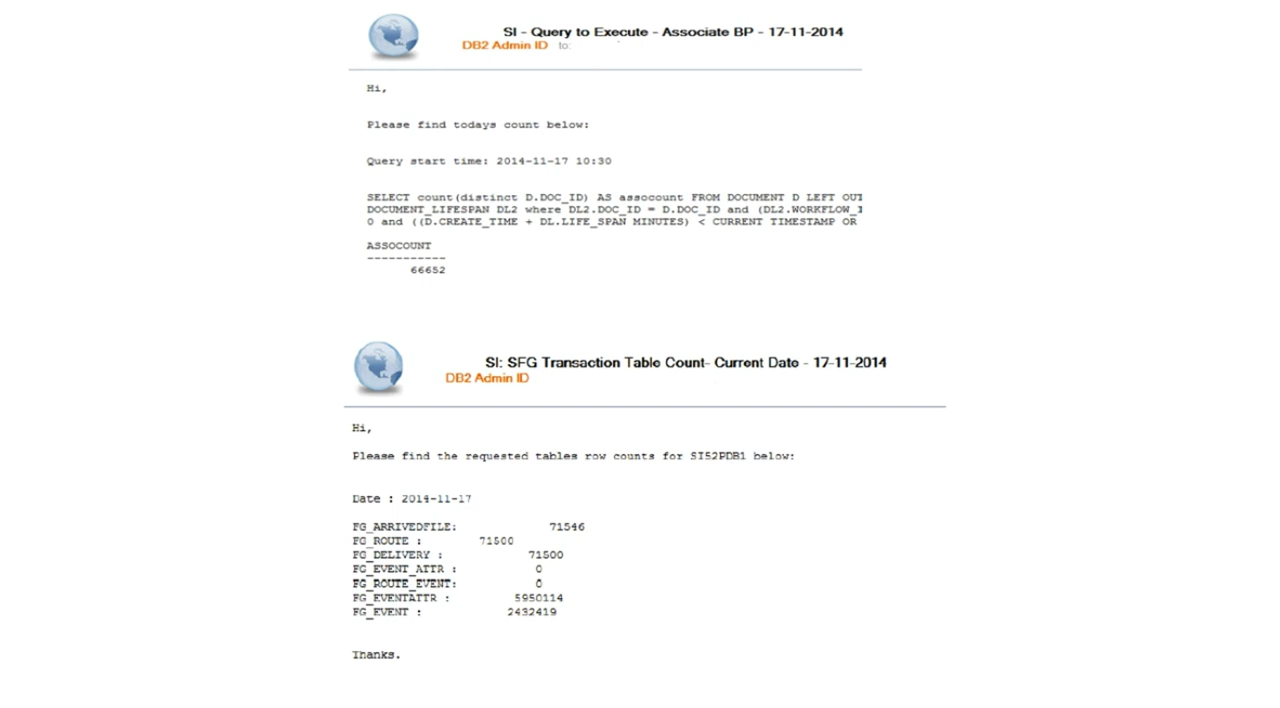 SI - Query to Execute - Associate BP - 17-11-2014
DB2 Admin ID to:
Hi,
Please find todays count below:
Query start time: 2014-11-17 10:30
SELECT count(distinct D.DOC_ID) AS assocount FROM DOCUMENT D LEFT OUT
DOCUMENT_LIFESPAN DL2 where DL2.DOC_ID = D.DOC_ID and (DL2.WORKFLOW_I
0 and ((D.CREATE_TIME + DL.LIFE_SPAN MINUTES) < CURRENT TIMESTAMP OR
ASSOCOUNT
-----------
66652
SI: SFG Transaction Table Count- Current Date - 17-11-2014
DB2 Admin ID
Hi,
Please find the requested tables row counts for SI52PDB1 below:
Date : 2014-11-17
FG_ARRIVEDFILE: 71546
FG_ROUTE : 71500
FG_DELIVERY : 71500
FG_EVENT_ATTR : 0
FG_ROUTE_EVENT: 0
FG_EVENTATTR : 5950114
FG_EVENT : 2432419
Thanks.